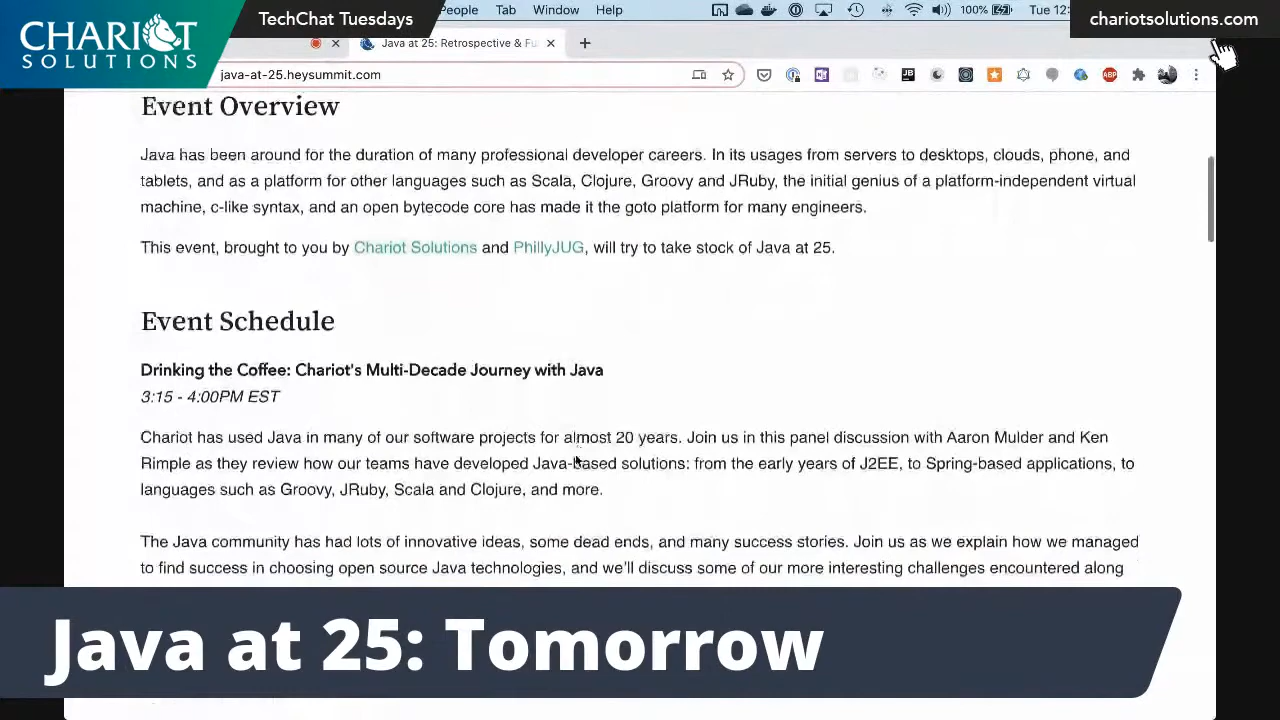 CHARIOT
SOLUTIONS
TechChat Tuesdays
People Tab Window Help
100%
Tue 12:
chariotsolutions.com
Java at 25: Retrospective & Fu
java-at-25.heysummit.com
JB
ABP
Event Overview
Java has been around for the duration of many professional developer careers. In its usages from servers to desktops, clouds, phone, and
tablets, and as a platform for other languages such as Scala, Clojure, Groovy and JRuby, the initial genius of a platform-independent virtual
machine, c-like syntax, and an open bytecode core has made it the goto platform for many engineers.
This event, brought to you by Chariot Solutions and PhillyJUG, will try to take stock of Java at 25.
Event Schedule
Drinking the Coffee: Chariot's Multi-Decade Journey with Java
3:15 - 4:00PM EST
Chariot has used Java in many of our software projects for almost 20 years. Join us in this panel discussion with Aaron Mulder and Ken
Rimple as they review how our teams have developed Java-based solutions: from the early years of J2EE, to Spring-based applications, to
languages such as Groovy, JRuby, Scala and Clojure, and more.
The Java community has had lots of innovative ideas, some dead ends, and many success stories. Join us as we explain how we managed
to find success in choosing open source Java technologies, and we'll discuss some of our more interesting challenges encountered along
Java at 25: Tomorrow